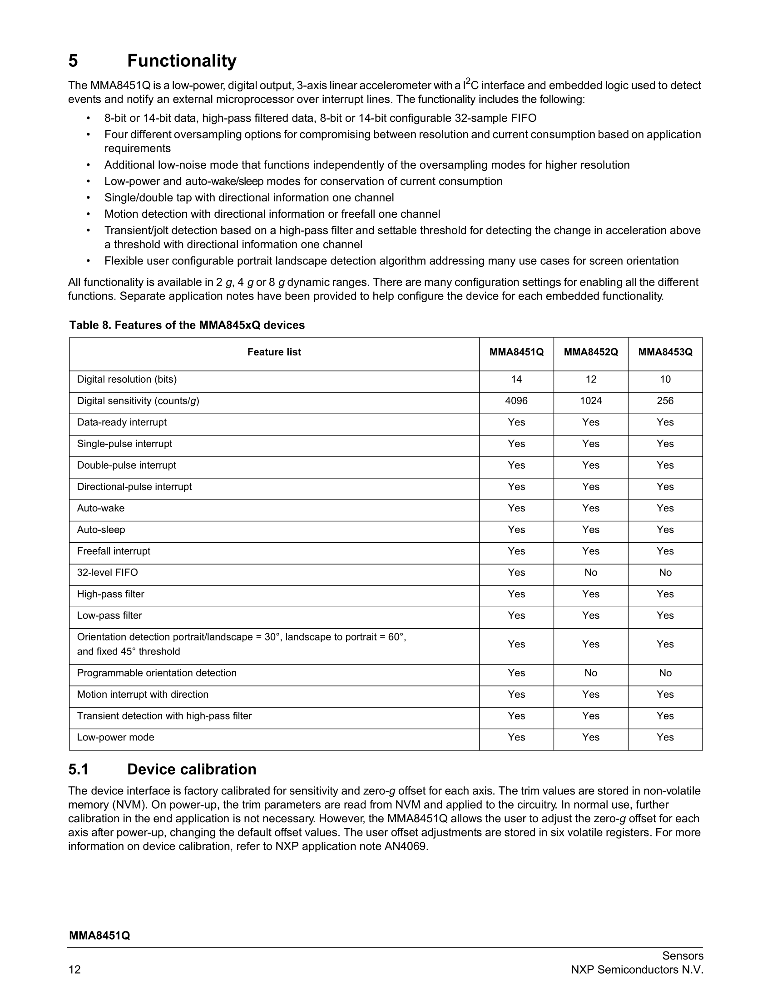 5 Functionality
The MMA8451Q is a low-power, digital output, 3-axis linear accelerometer with a I2C interface and embedded logic used to detect
events and notify an external microprocessor over interrupt lines. The functionality includes the following:
• 8-bit or 14-bit data, high-pass filtered data, 8-bit or 14-bit configurable 32-sample FIFO
• Four different oversampling options for compromising between resolution and current consumption based on application
requirements
• Additional low-noise mode that functions independently of the oversampling modes for higher resolution
• Low-power and auto-wake/sleep modes for conservation of current consumption
• Single/double tap with directional information one channel
• Motion detection with directional information or freefall one channel
• Transient/jolt detection based on a high-pass filter and settable threshold for detecting the change in acceleration above
a threshold with directional information one channel
• Flexible user configurable portrait landscape detection algorithm addressing many use cases for screen orientation
All functionality is available in 2 g, 4 g or 8 g dynamic ranges. There are many configuration settings for enabling all the different
functions. Separate application notes have been provided to help configure the device for each embedded functionality.
Table 8. Features of the MMA845xQ devices
Feature list MMA8451Q MMA8452Q MMA8453Q
Digital resolution (bits) 14 12 10
Digital sensitivity (counts/g) 4096 1024 256
Data-ready interrupt Yes Yes Yes
Single-pulse interrupt Yes Yes Yes
Double-pulse interrupt Yes Yes Yes
Directional-pulse interrupt Yes Yes Yes
Auto-wake Yes Yes Yes
Auto-sleep Yes Yes Yes
Freefall interrupt Yes Yes Yes
32-level FIFO Yes No No
High-pass filter Yes Yes Yes
Low-pass filter Yes Yes Yes
Orientation detection portrait/landscape = 30°, landscape to portrait = 60°,
and fixed 45° threshold Yes Yes Yes
Programmable orientation detection Yes No No
Motion interrupt with direction Yes Yes Yes
Transient detection with high-pass filter Yes Yes Yes
Low-power mode Yes Yes Yes
5.1 Device calibration
The device interface is factory calibrated for sensitivity and zero-g offset for each axis. The trim values are stored in non-volatile
memory (NVM). On power-up, the trim parameters are read from NVM and applied to the circuitry. In normal use, further
calibration in the end application is not necessary. However, the MMA8451Q allows the user to adjust the zero-g offset for each
axis after power-up, changing the default offset values. The user offset adjustments are stored in six volatile registers. For more
information on device calibration, refer to NXP application note AN4069.
MMA8451Q
Sensors
12 NXP Semiconductors N.V.